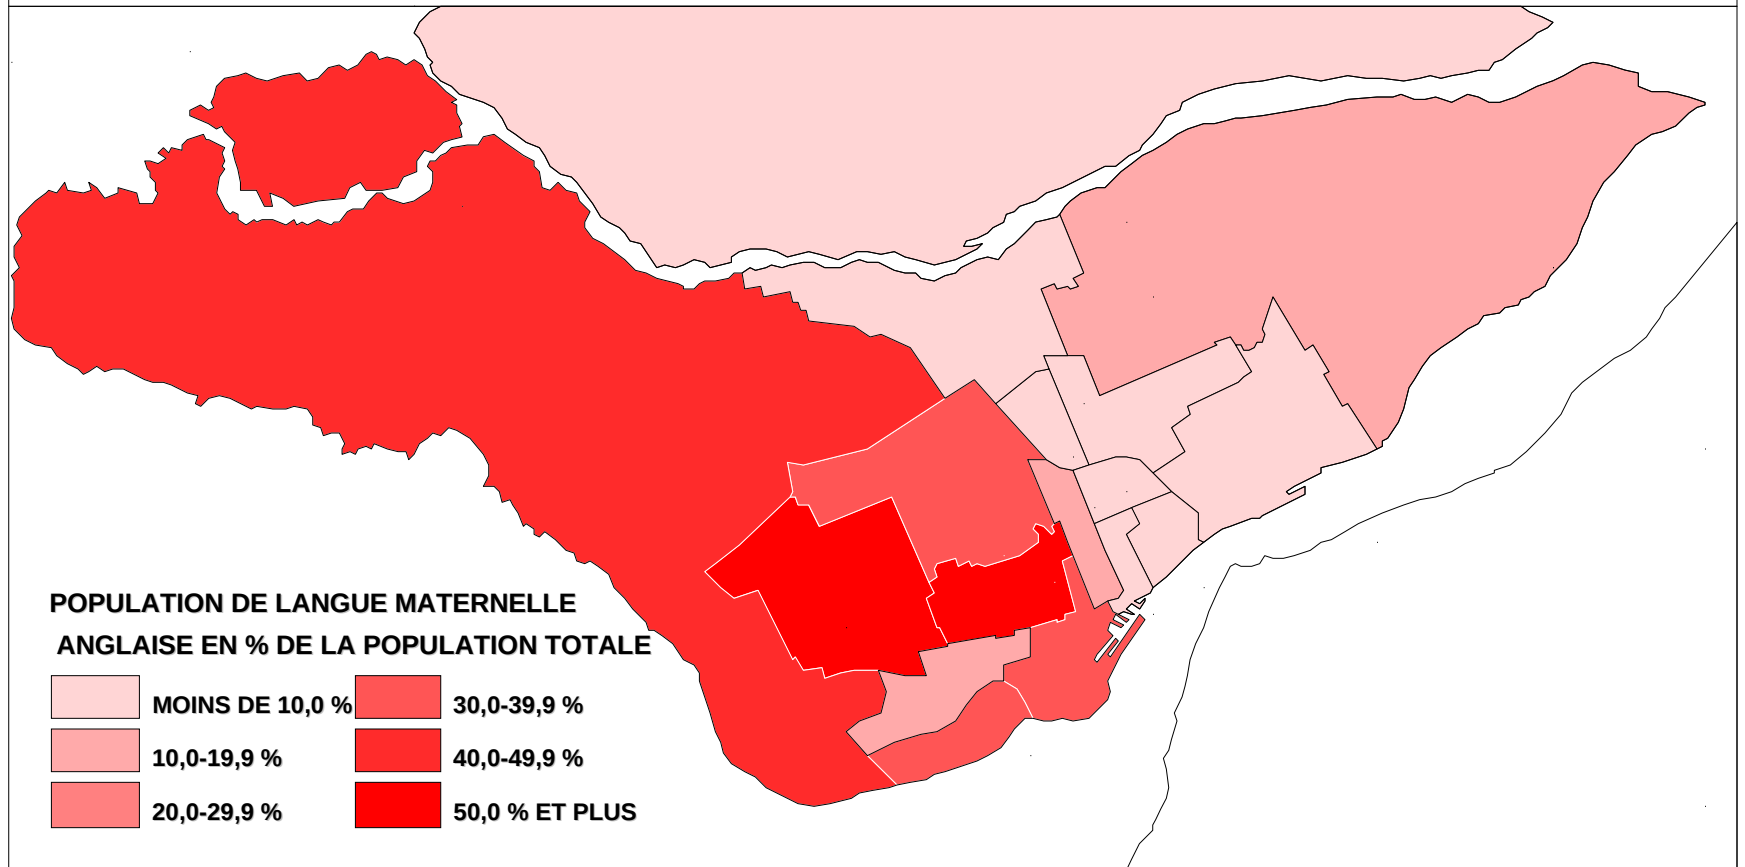 POPULATION DE LANGUE MATERNELLE
ANGLAISE EN % DE LA POPULATION TOTALE
MOINS DE 10,0 %
30,0-39,9 %
10,0-19,9 %
40,0-49,9 %
20,0-29,9 %
50,0 % ET PLUS